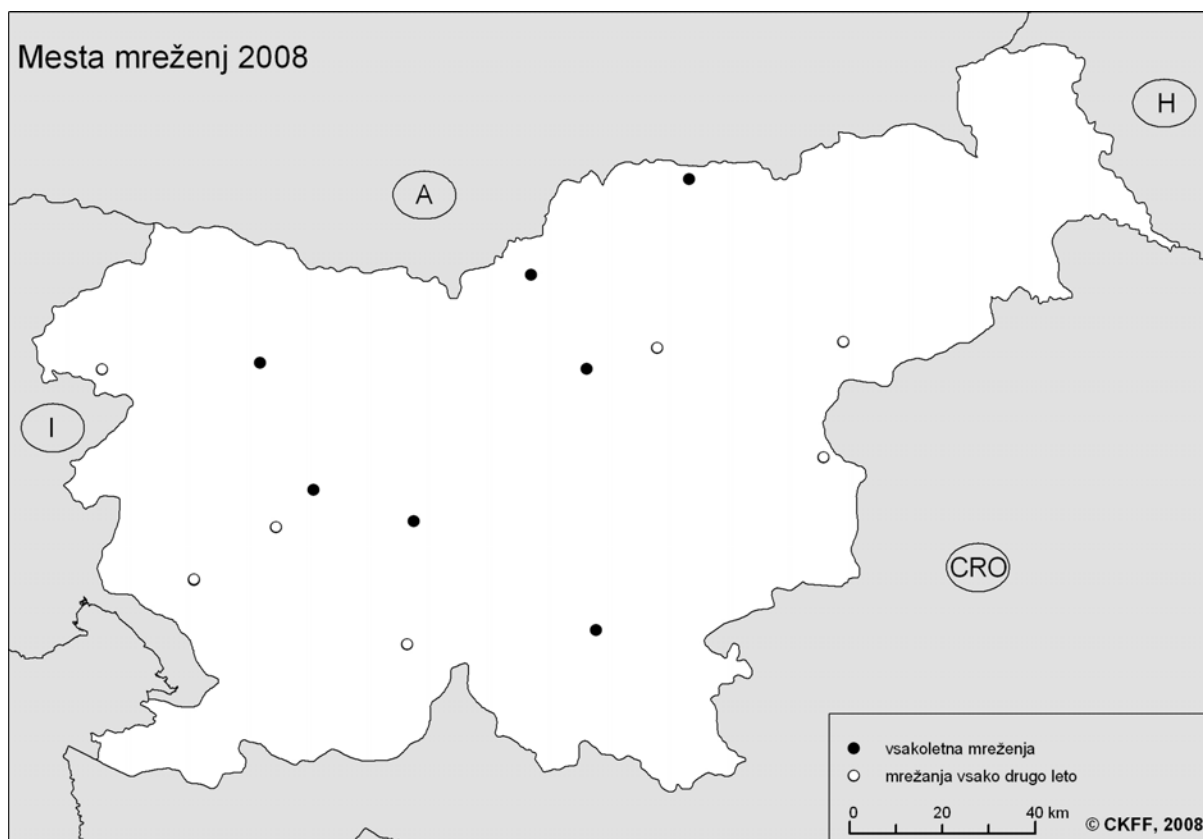 Mesta mreženj 2008
H
A
I
CRO
vsakoletna mreženja
mrežanja vsako drugo leto
0 20 40 km
© CKFF, 2008